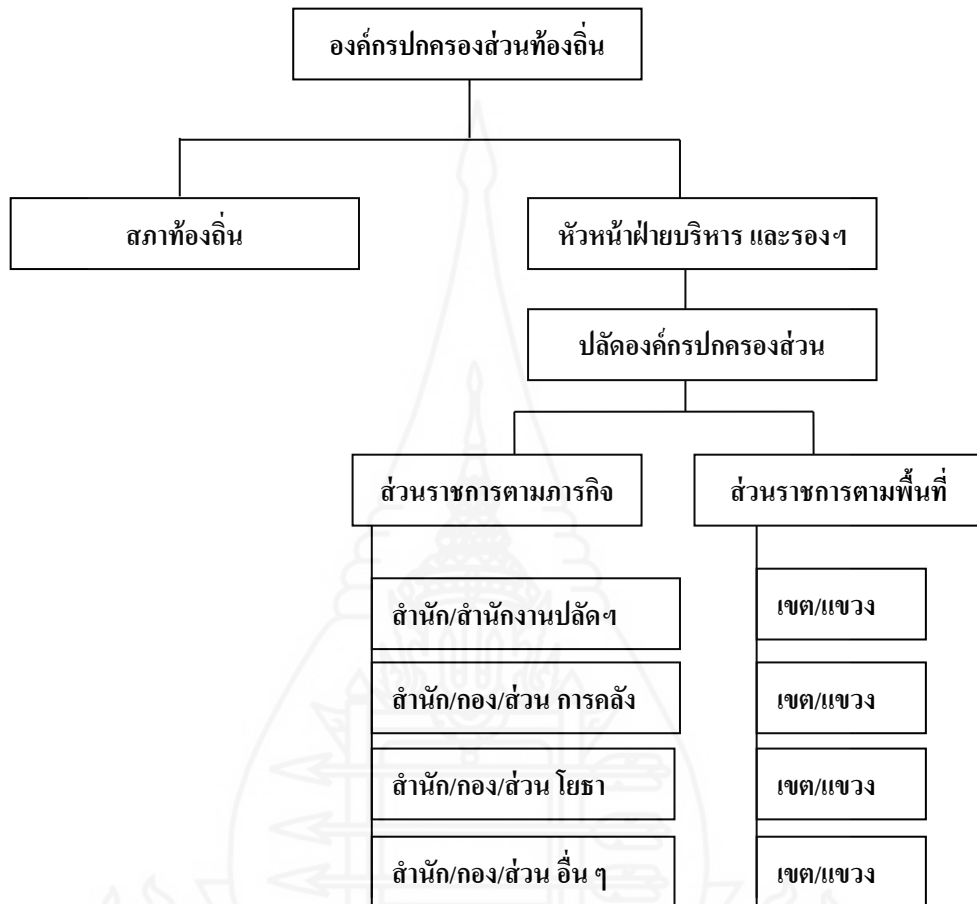 องค์กรปกครองส่วนท้องถิ่น
สภาท้องถิ่น
หัวหน้าฝ่ายบริหาร และรองฯ
ปลัดองค์กรปกครองส่วน
ส่วนราชการตามภารกิจ
ส่วนราชการตามพื้นที่
สำนัก/สำนักงานปลัดฯ
เขต/แขวง
สำนัก/กอง/ส่วน การคลัง
เขต/แขวง
สำนัก/กอง/ส่วน โยธา
เขต/แขวง
สำนัก/กอง/ส่วน อื่น ๆ
เขต/แขวง